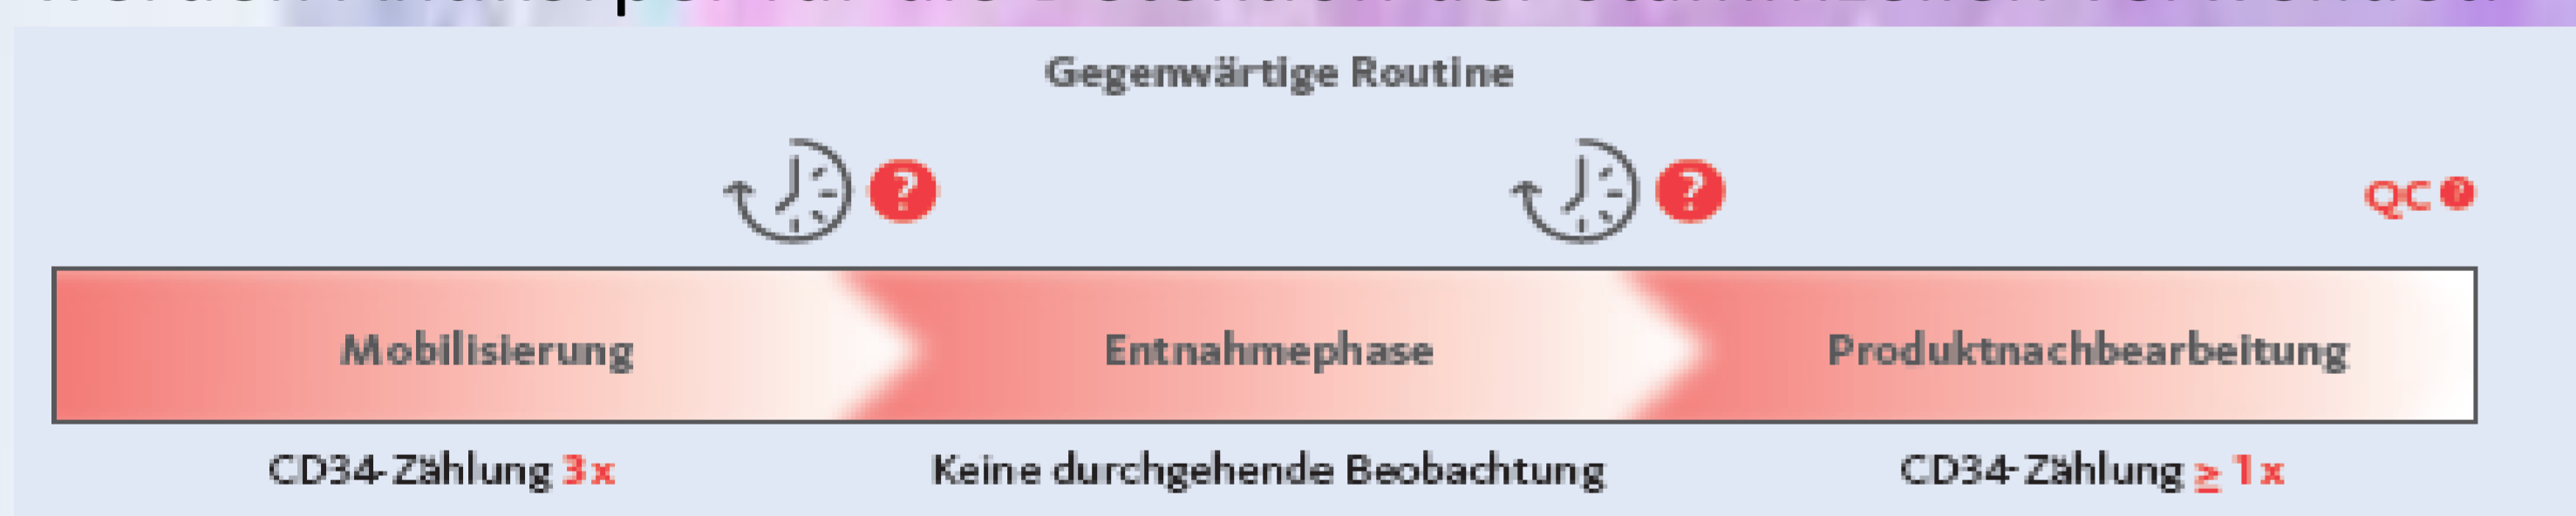 Gegenwärtige Routine
? ? QC ?
Mobilisierung Entnahmephase Produktnachbearbeitung
CD34-Zählung 3x Keine durchgehende Beobachtung CD34-Zählung ≥ 1x